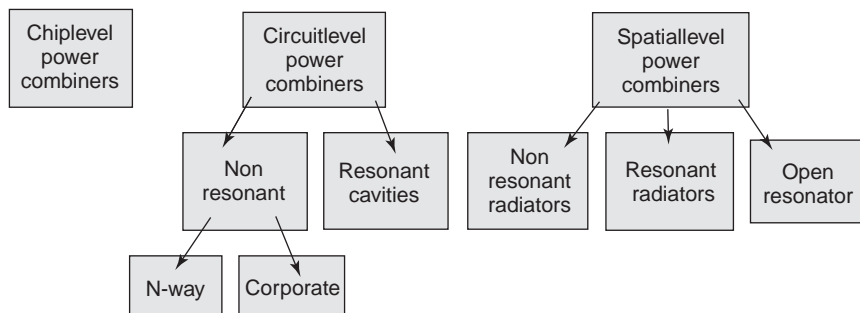 Chiplevel
power
combiners
Circuitlevel
power
combiners
Spatiallevel
power
combiners
Non
resonant
Resonant
cavities
Non
resonant
radiators
Resonant
radiators
Open
resonator
N-way
Corporate